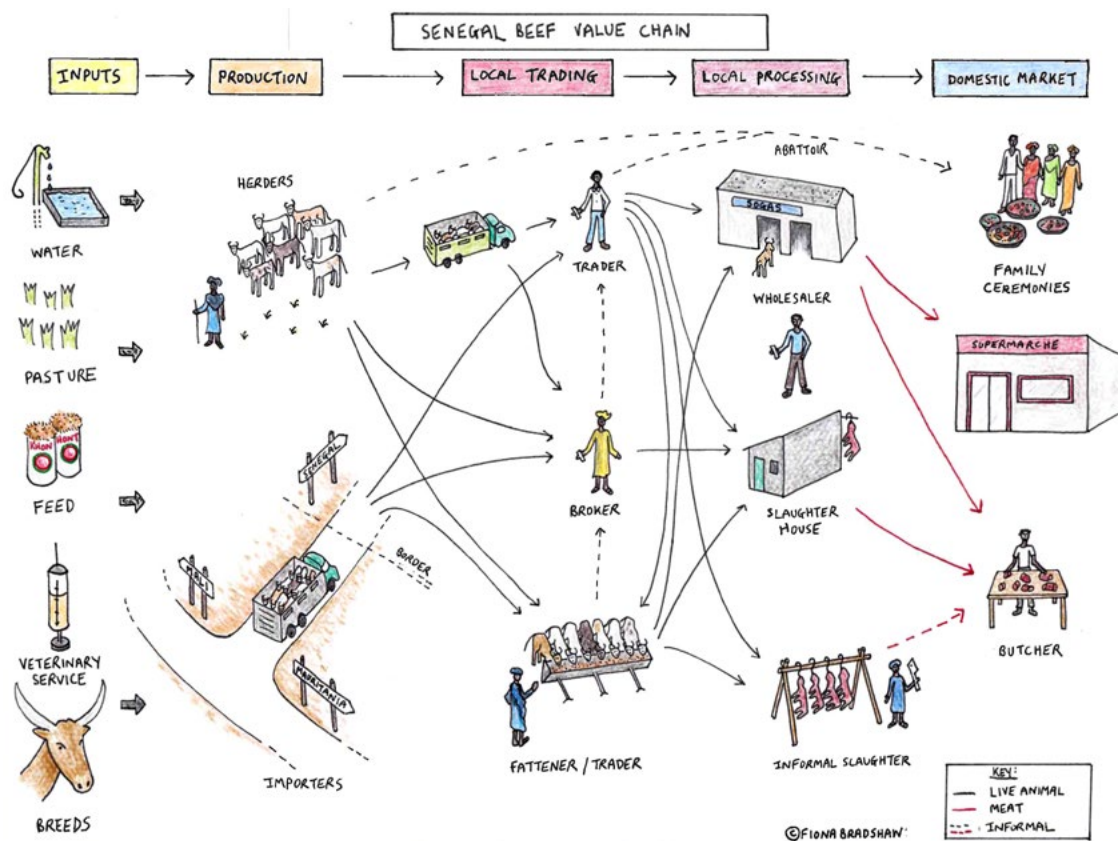 SENEGAL BEEF VALUE CHAIN
INPUTS
PRODUCTION
LOCAL TRADING
LOCAL PROCESSING
DOMESTIC MARKET
WATER
PASTURE
FEED
KHON
HONT
VETERINARY
SERVICE
BREEDS
HERDERS
SENEGAL
MALI
MAURITANIA
BORDER
IMPORTERS
TRADER
BROKER
FATTENER / TRADER
ABATTOIR
SOGAS
WHOLESALER
SLAUGHTER
HOUSE
INFORMAL SLAUGHTER
FAMILY
CEREMONIES
SUPERMARCHE
BUTCHER
KEY:
LIVE ANIMAL
MEAT
INFORMAL
©FIONA BRADSHAW: